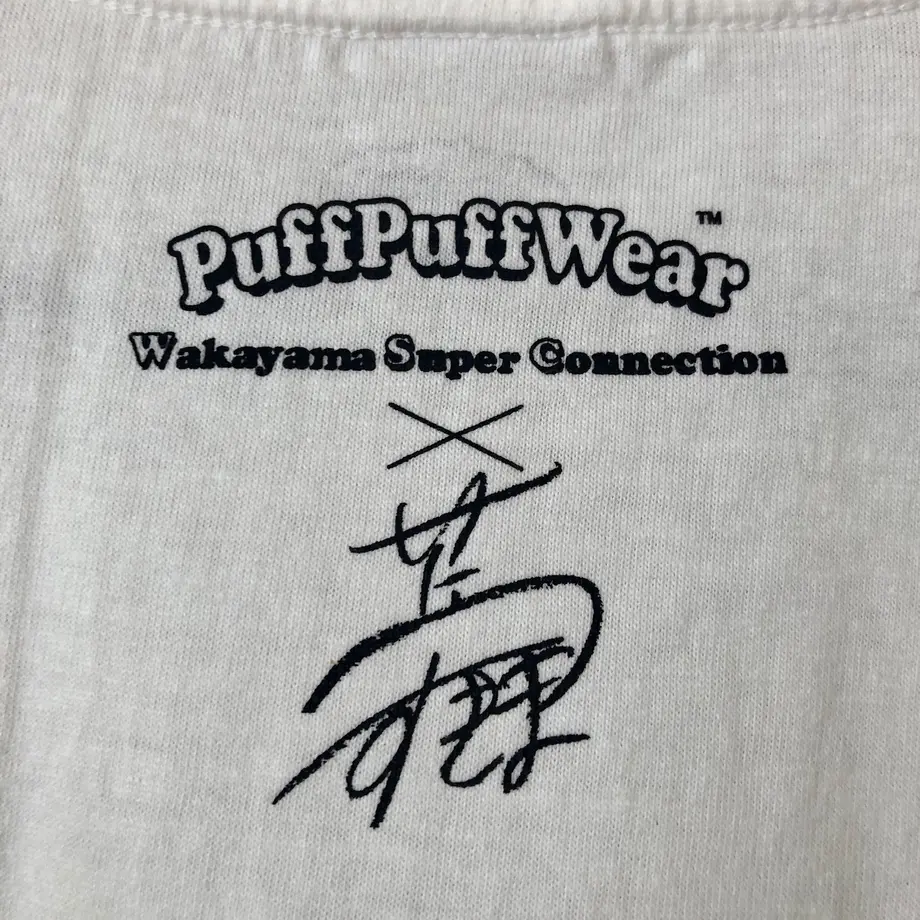 PuffPuffWear™
Wakayama Super Connection
×